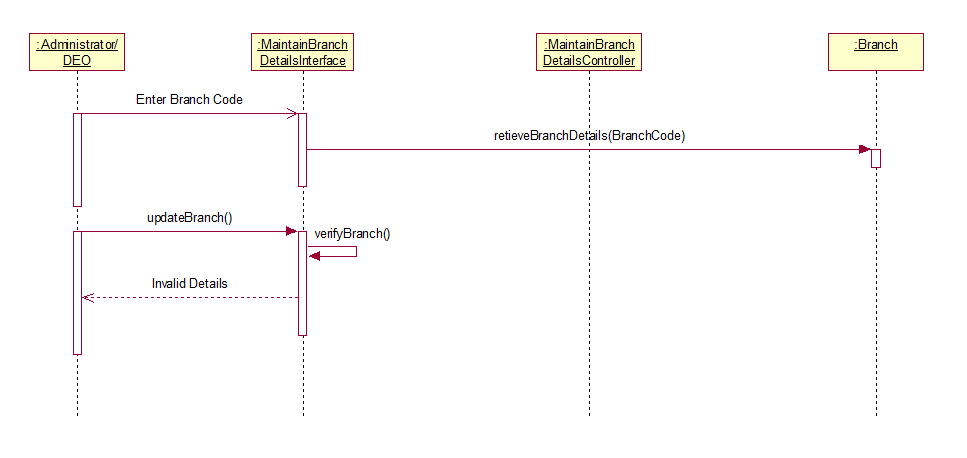 :Administrator/
DEO
:MaintainBranch
DetailsInterface
:MaintainBranch
DetailsController
:Branch
Enter Branch Code
retieveBranchDetails(BranchCode)
updateBranch()
verifyBranch()
Invalid Details